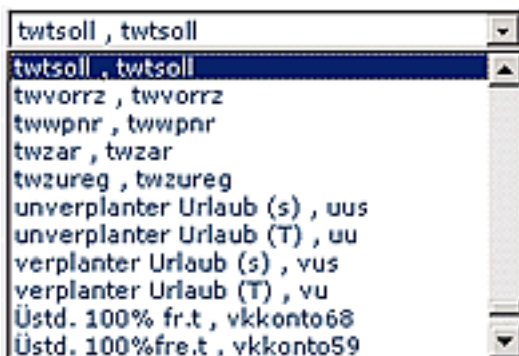 twtsoll , twtsoll
twtsoll , twtsoll
twvorrz , twvorrz
twwpnr , twwpnr
twzar , twzar
twzureg , twzureg
unverplanter Urlaub (s) , uus
unverplanter Urlaub (T) , uu
verplanter Urlaub (s) , vus
verplanter Urlaub (T) , vu
Üstd. 100% fr.t , vkkonto68
Üstd. 100%fre.t , vkkonto59